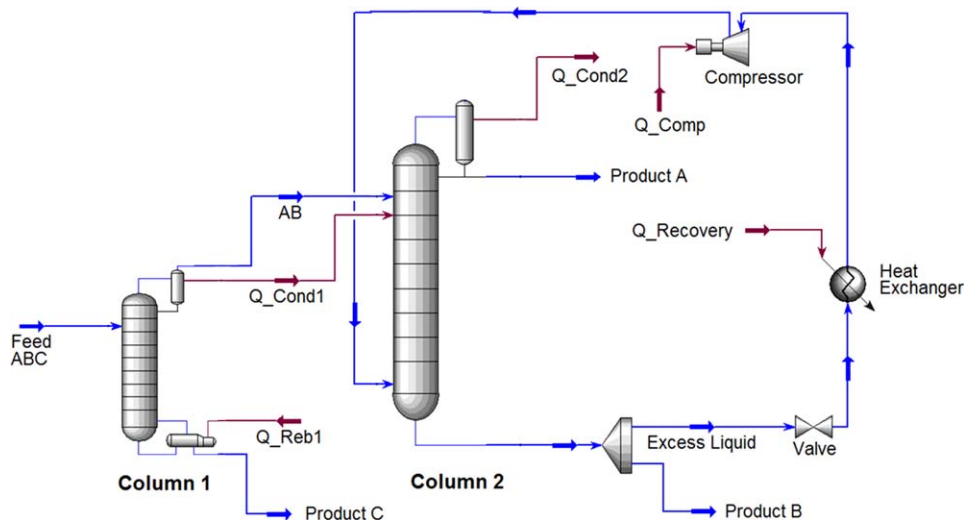 Q_Cond2
Compressor
Q_Comp
Product A
AB
Q_Recovery
Heat
Exchanger
Q_Cond1
Feed
ABC
Q_Reb1
Excess Liquid
Valve
Column 1
Column 2
Product C
Product B